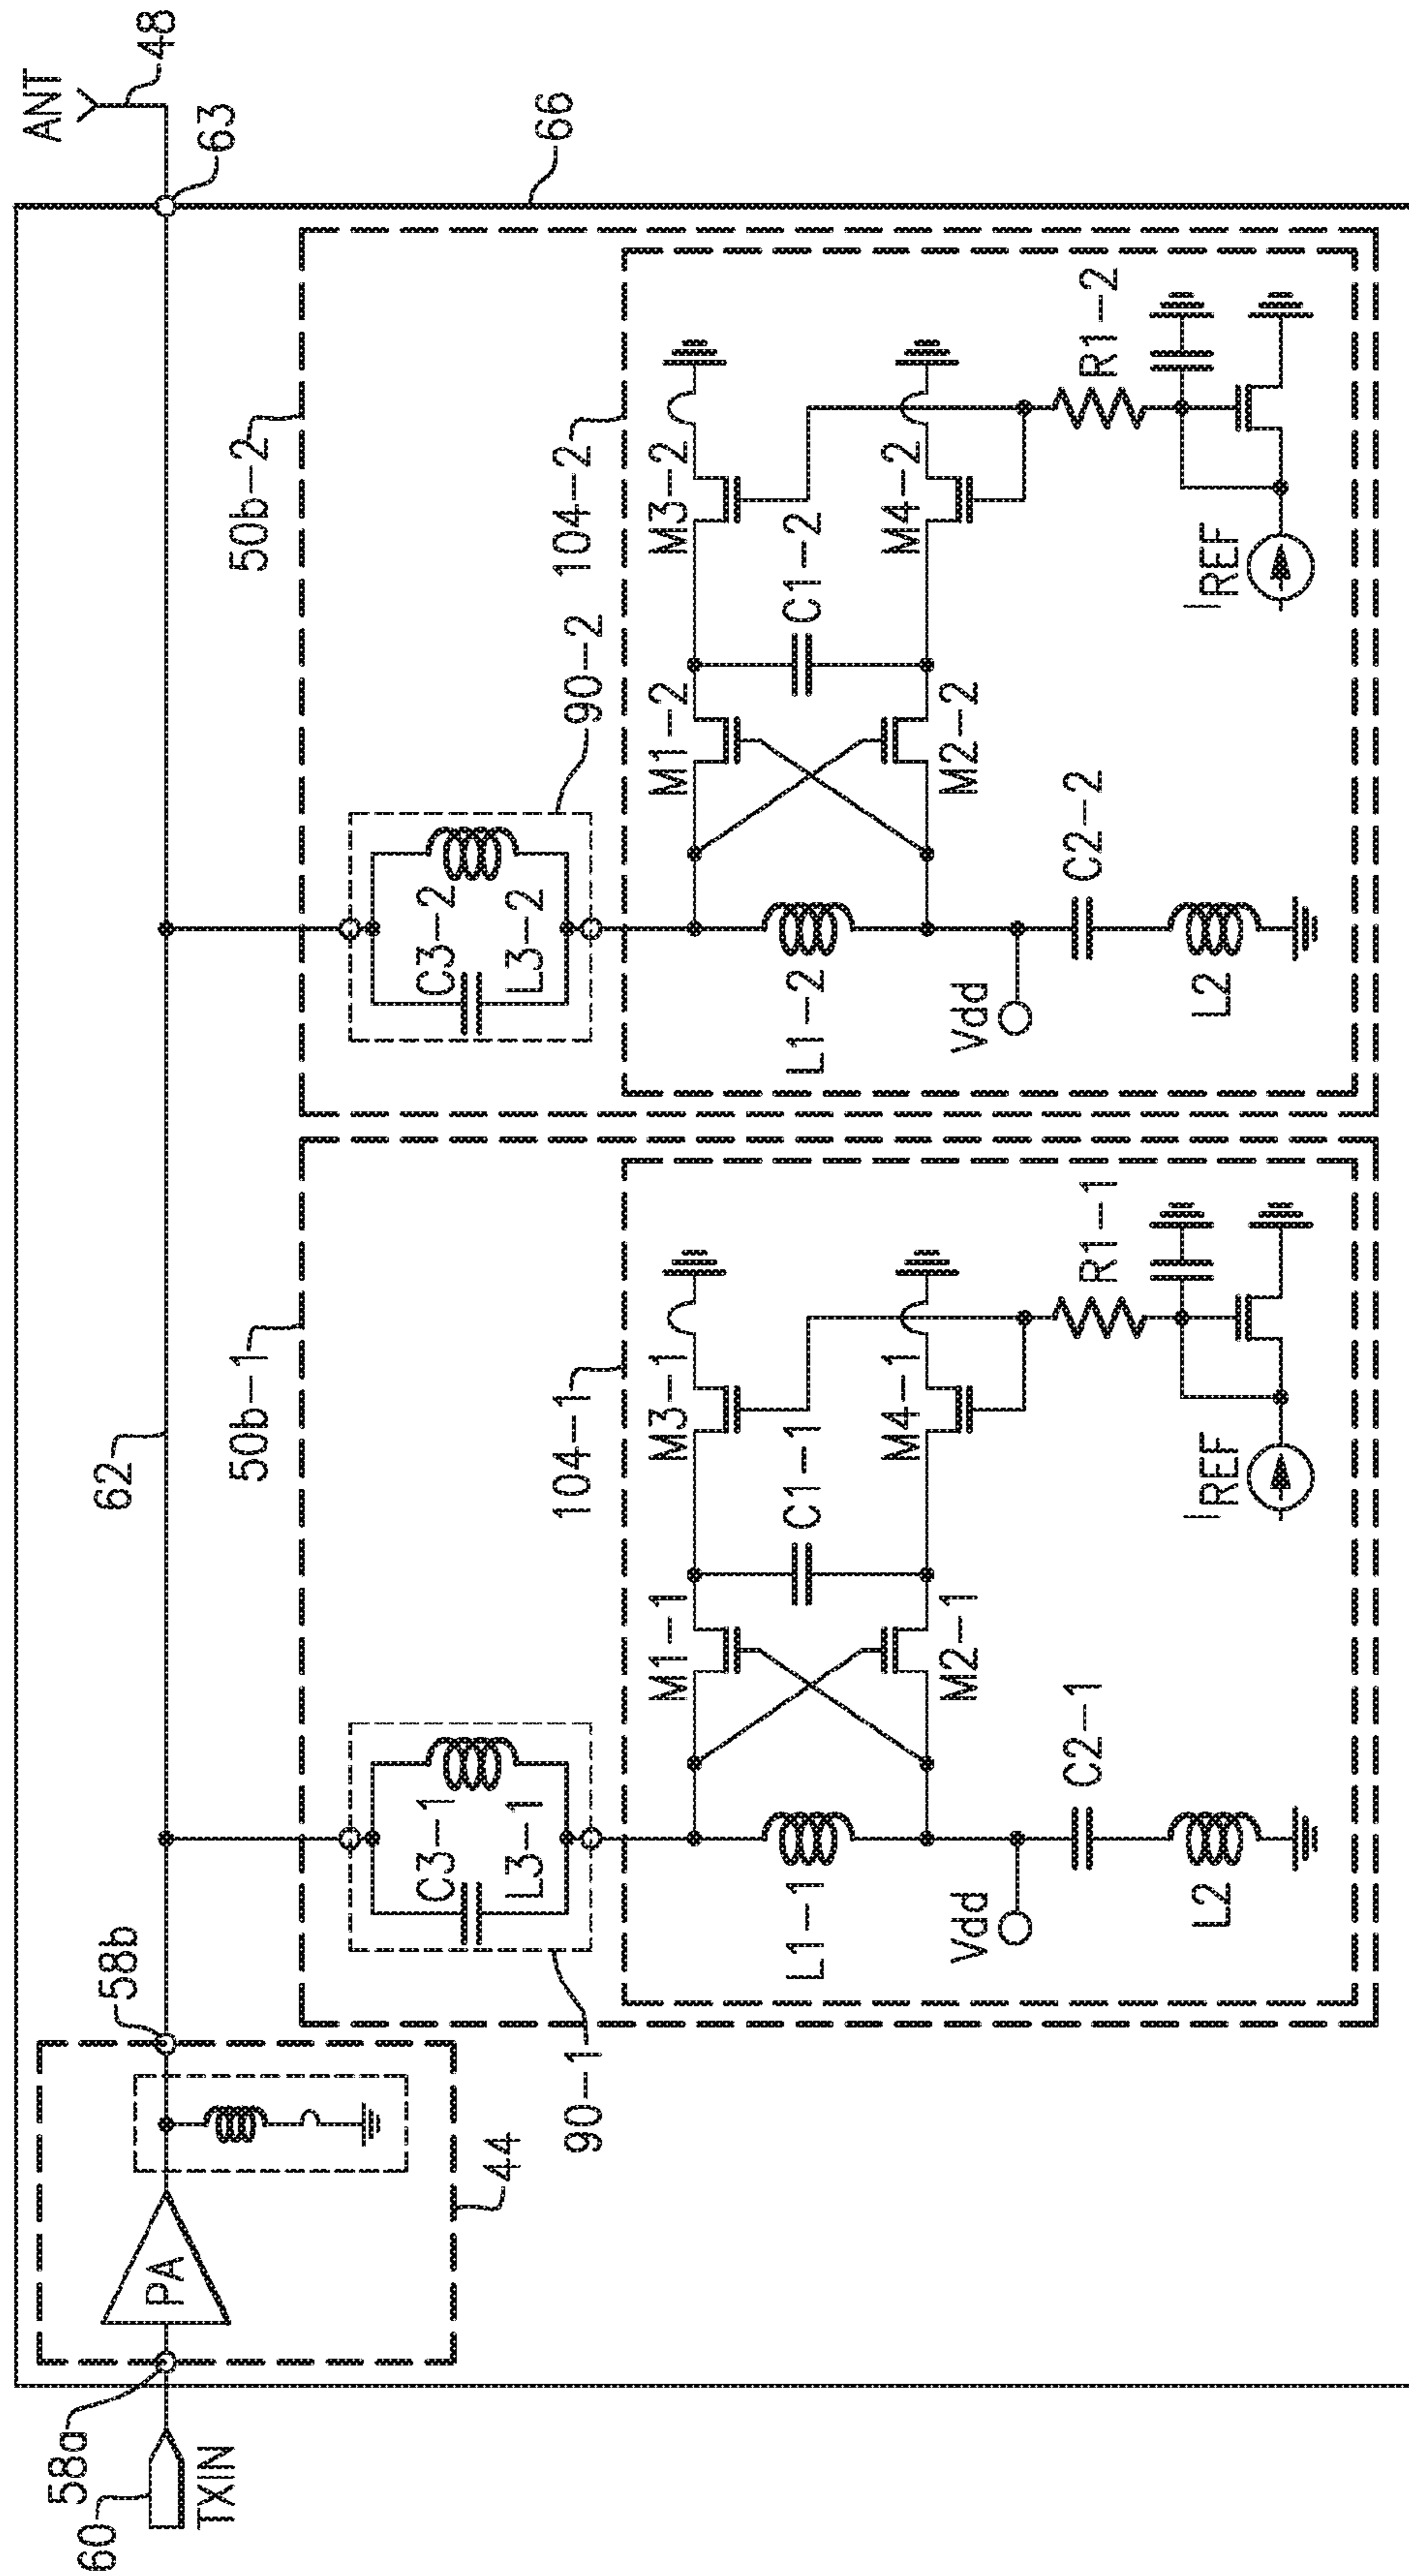 60
58a
TXIN
PA
44
58b
62
ANT
48
63
66
50b-1
90-1
C3-1
L3-1
104-1
M1-1
M3-1
C1-1
L1-1
M2-1
M4-1
Vdd
C2-1
L2
R1-1
IREF
50b-2
90-2
C3-2
L3-2
104-2
M1-2
M3-2
C1-2
L1-2
M2-2
M4-2
Vdd
C2-2
L2
R1-2
IREF